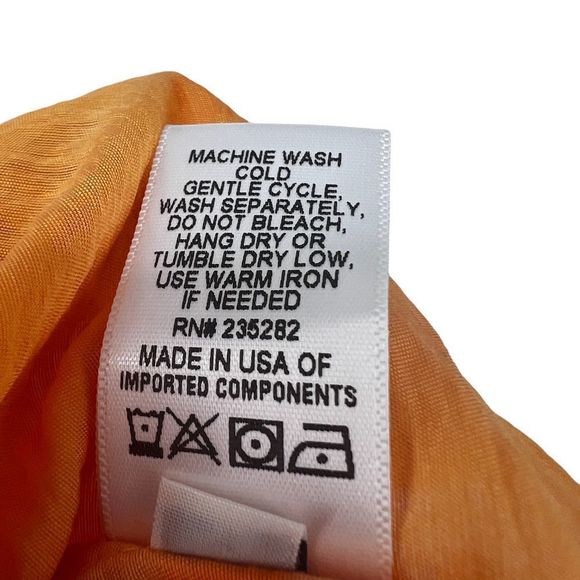 MACHINE WASH
COLD
GENTLE CYCLE,
WASH SEPARATELY,
DO NOT BLEACH,
HANG DRY OR
TUMBLE DRY LOW,
USE WARM IRON
IF NEEDED
RN# 235282
MADE IN USA OF
IMPORTED COMPONENTS